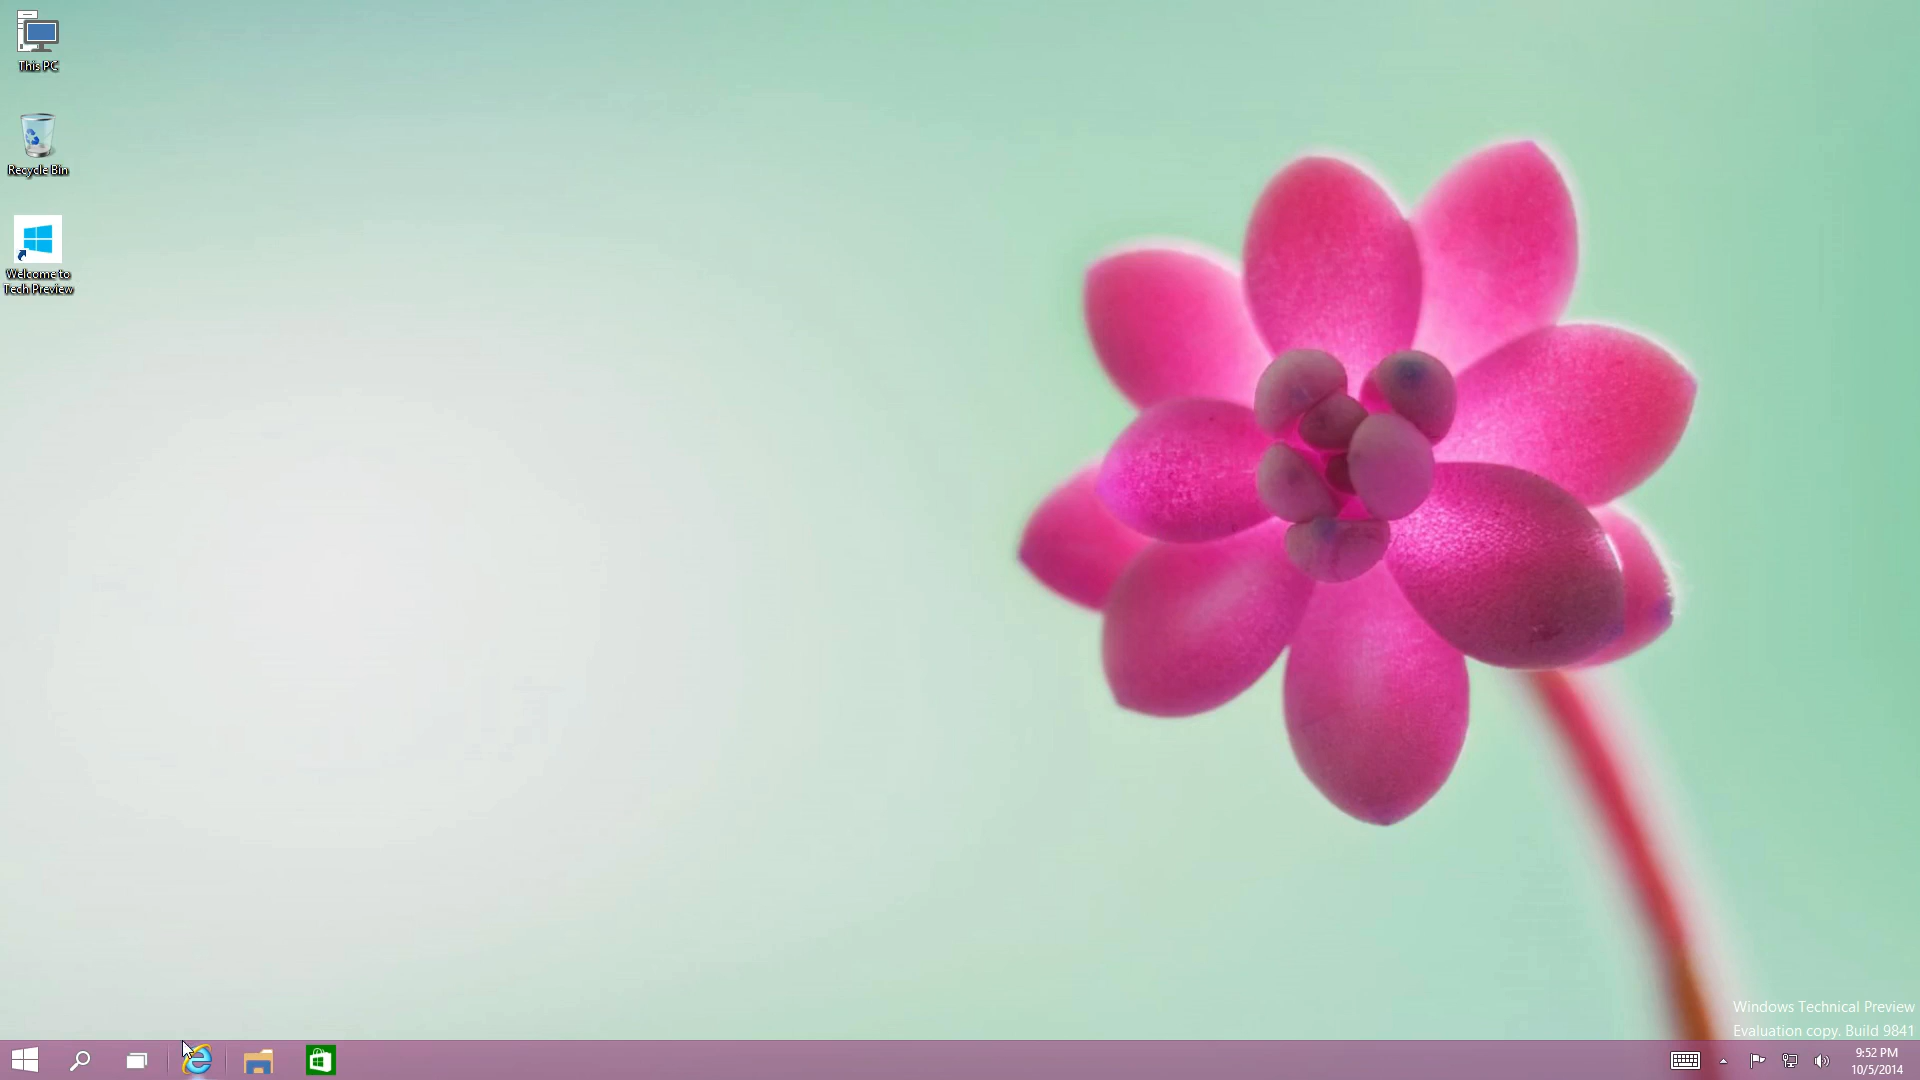 This PC
Recycle Bin
Welcome to
Tech Preview
Windows Technical Preview
Evaluation copy. Build 9841
9:52 PM
10/5/2014